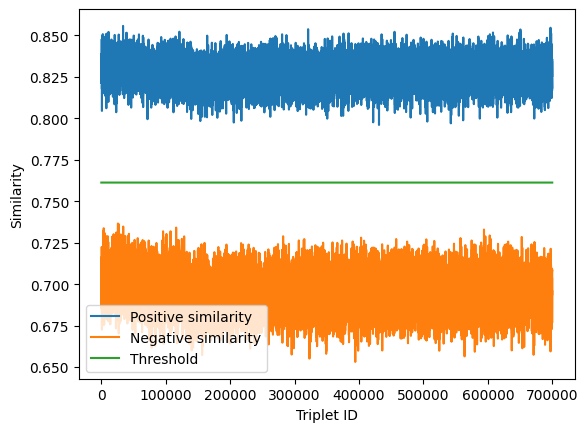 0.850
0.825
0.800
0.775
0.750
0.725
0.700
0.675
0.650
Similarity
Positive similarity
Negative similarity
Threshold
0 100000 200000 300000 400000 500000 600000 700000
Triplet ID